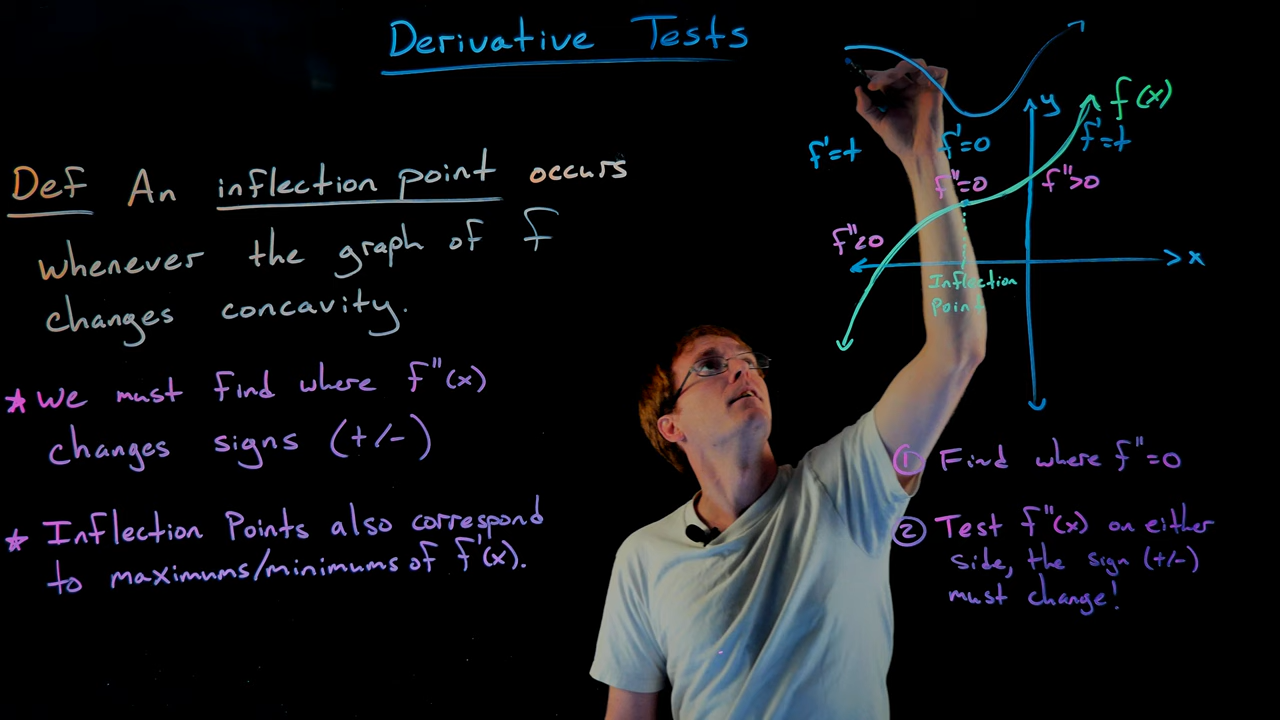 Derivative Tests
Def An inflection point occurs
whenever the graph of f
changes concavity.
* We must find where f"(x)
changes signs (+/-)
* Inflection Points also correspond
to maximums/minimums of f'(x).
y
f(x)
f'=+
f'=0
f'=+
f"=0
f">0
f"<0
x
Inflection
Point
① Find where f"=0
② Test f"(x) on either
side, the sign (+/-)
must change!